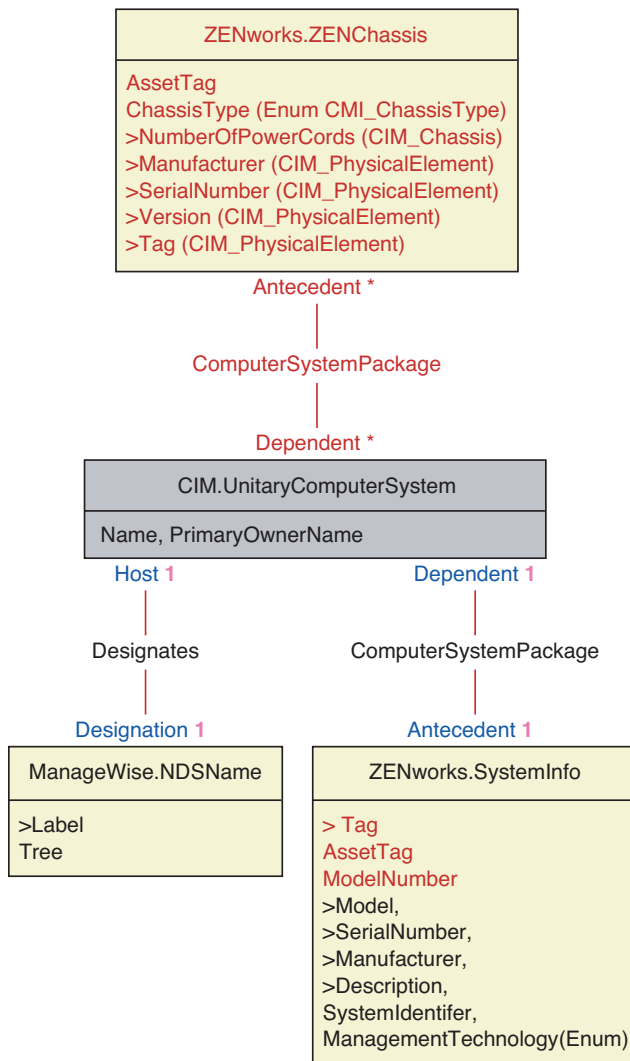 ZENworks.ZENChassis
AssetTag
ChassisType (Enum CMI_ChassisType)
>NumberOfPowerCords (CIM_Chassis)
>Manufacturer (CIM_PhysicalElement)
>SerialNumber (CIM_PhysicalElement)
>Version (CIM_PhysicalElement)
>Tag (CIM_PhysicalElement)
Antecedent *
ComputerSystemPackage
Dependent *
CIM.UnitaryComputerSystem
Name, PrimaryOwnerName
Host 1
Dependent 1
Designates
ComputerSystemPackage
Designation 1
Antecedent 1
ManageWise.NDSName
>Label
Tree
ZENworks.SystemInfo
> Tag
AssetTag
ModelNumber
>Model,
>SerialNumber,
>Manufacturer,
>Description,
SystemIdentifer,
ManagementTechnology(Enum)